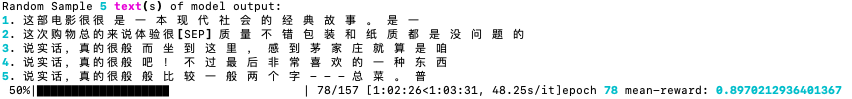 Random Sample 5 text(s) of model output:
1. 这部电影很很 是 一 本 现 代 社 会 的 经 典 故 事 。 是 一
2. 这次购物总的来说体验很[SEP] 质 量 不 错 包 装 和 纸 质 都 是 没 问 题 的
3. 说实话，真的很般 而 坐 到 这 里 ， 感 到 茅 家 庄 就 算 是 咱
4. 说实话，真的很般 吧 ！ 不 过 最 后 非 常 喜 欢 的 一 种 东 西
5. 说实话，真的很般 般 比 较 一 般 两 个 字 - - - 总 菜 。 普
50%|██████████████████ | 78/157 [1:02:26<1:03:31, 48.25s/it]epoch 78 mean-reward: 0.8970212936401367